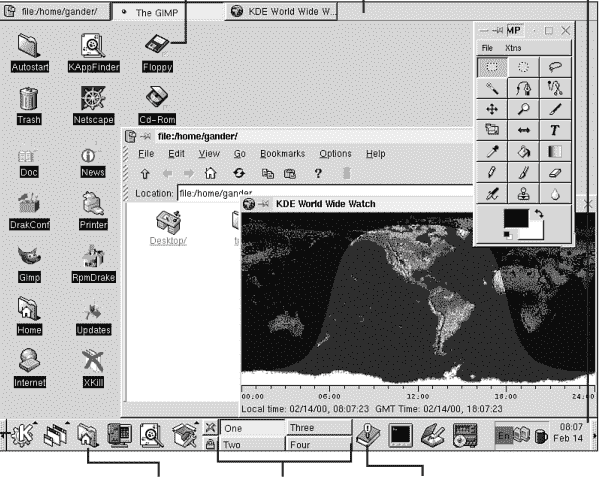 file:/home/gander/
The GIMP
KDE World Wide W...
MP
File Xtns
Autostart
KAppFinder
Floppy
Trash
Netscape
Cd-Rom
file:/home/gander/
File Edit View Go Bookmarks Options Help
Doc
News
Location: file:/home/gander
KDE World Wide Watch
DrakConf
Printer
Desktop/
Gimp
RpmDrake
Home
Updates
Internet
XKill
00:00 06:00 12:00 18:00 24:00
Local time: 02/14/00, 08:07:23 GMT Time: 02/14/00, 16:07:23
One
Three
Two
Four
En
08:07
Feb 14